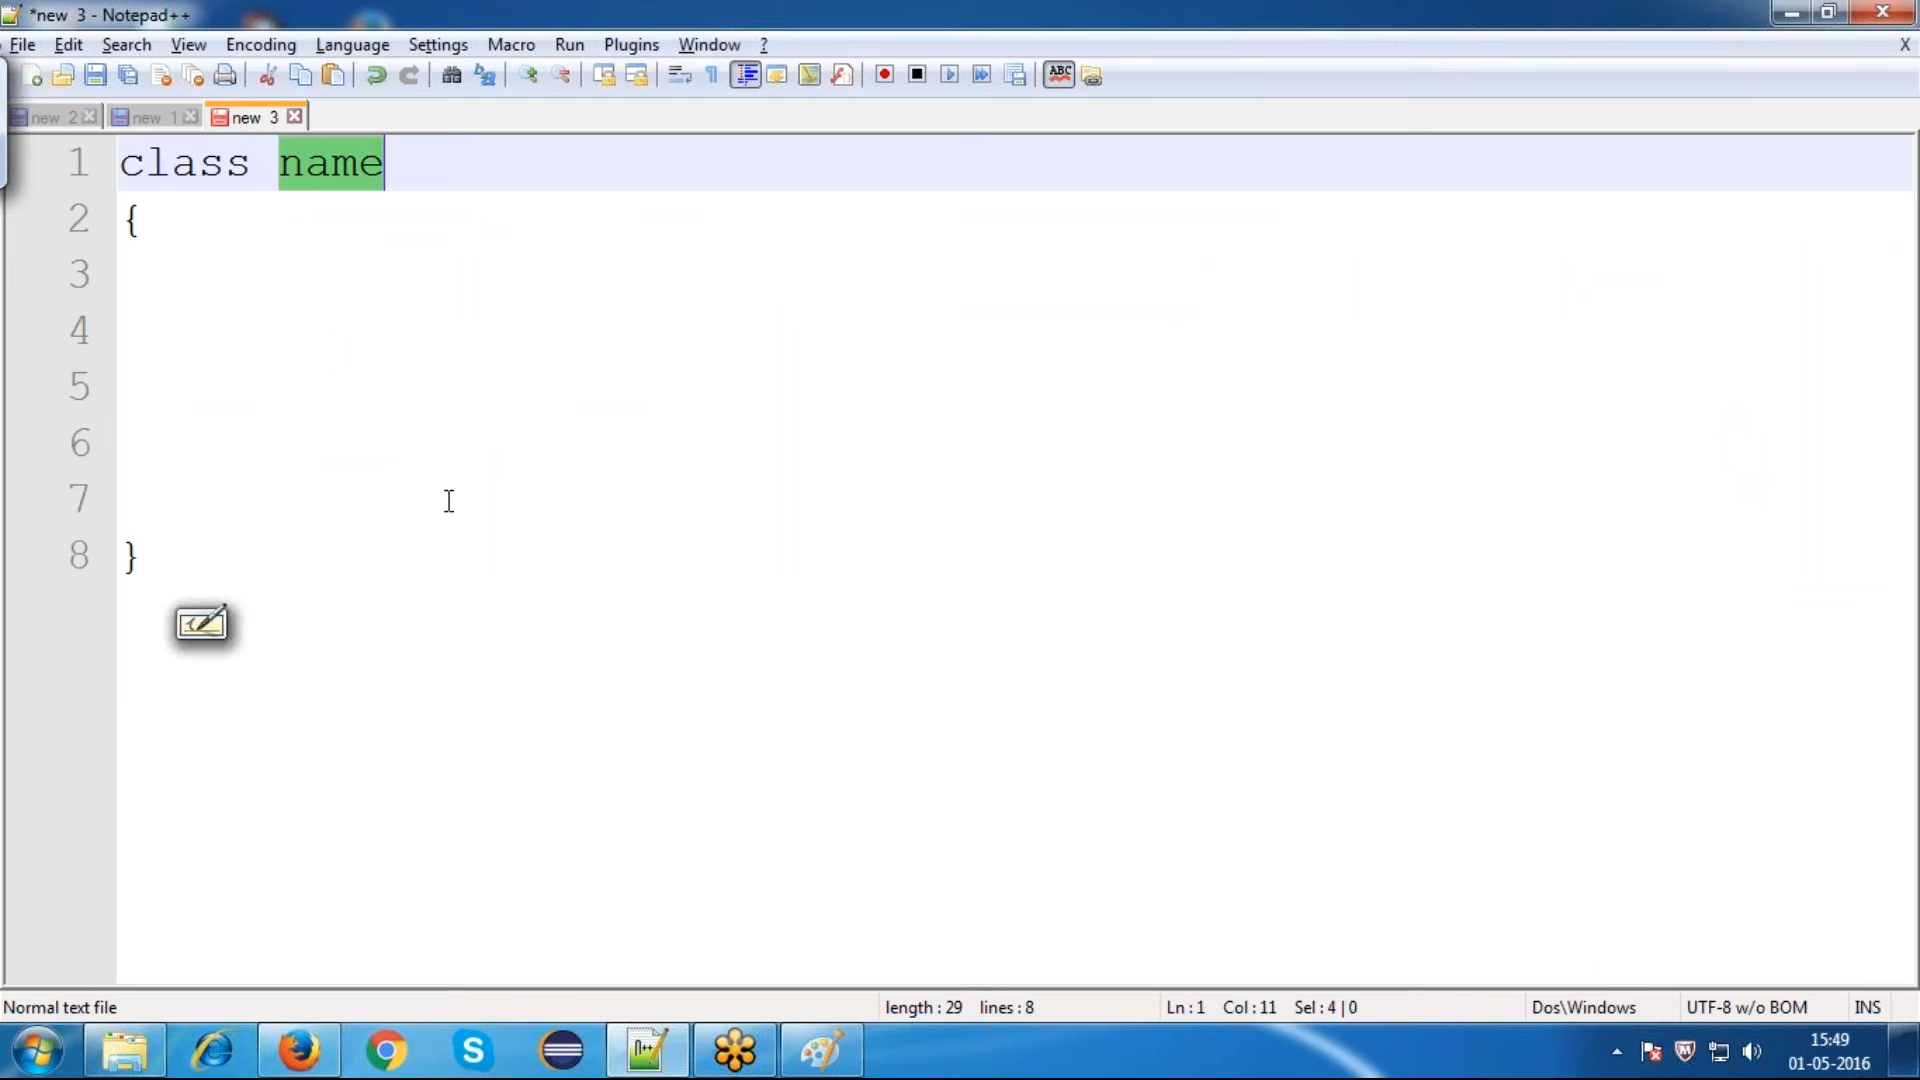 *new 3 - Notepad++
File Edit Search View Encoding Language Settings Macro Run Plugins Window ? X
ABC
new 2 new 1 new 3
1 class name
2 {
3
4
5
6
7
8 }
Normal text file length : 29 lines : 8 Ln : 1 Col : 11 Sel : 4 | 0 Dos\Windows UTF-8 w/o BOM INS
15:49
01-05-2016